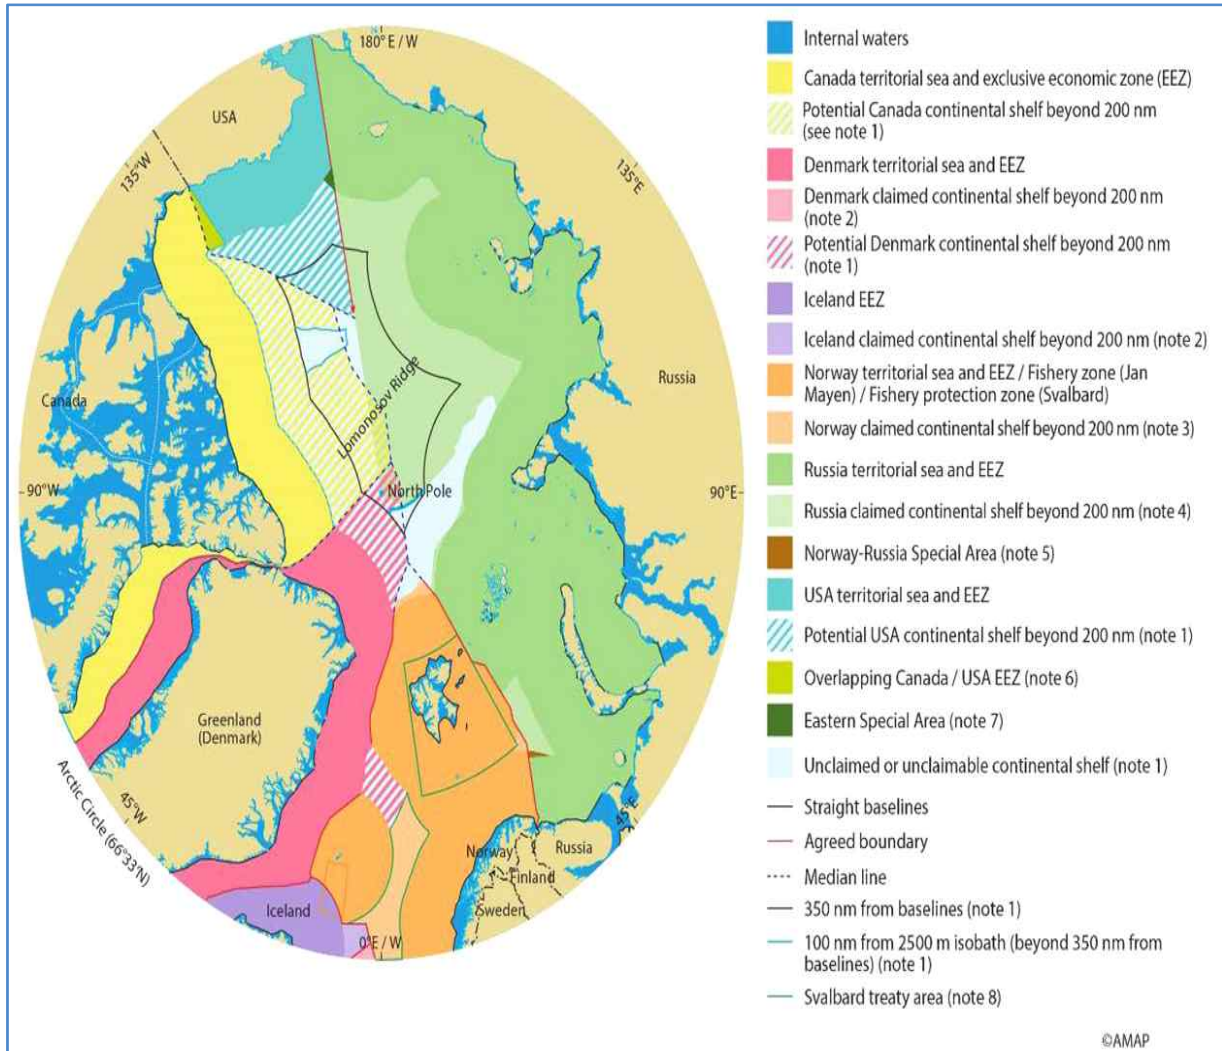 180° E / W
USA
135°W
135°E
Canada
Russia
Lomonosov Ridge
90°W
North Pole
90°E
Greenland
(Denmark)
Arctic Circle (66°33'N)
45°W
45°E
Norway
Russia
Finland
Iceland
Sweden
0°E / W
Internal waters
Canada territorial sea and exclusive economic zone (EEZ)
Potential Canada continental shelf beyond 200 nm
(see note 1)
Denmark territorial sea and EEZ
Denmark claimed continental shelf beyond 200 nm
(note 2)
Potential Denmark continental shelf beyond 200 nm
(note 1)
Iceland EEZ
Iceland claimed continental shelf beyond 200 nm (note 2)
Norway territorial sea and EEZ / Fishery zone (Jan
Mayen) / Fishery protection zone (Svalbard)
Norway claimed continental shelf beyond 200 nm (note 3)
Russia territorial sea and EEZ
Russia claimed continental shelf beyond 200 nm (note 4)
Norway-Russia Special Area (note 5)
USA territorial sea and EEZ
Potential USA continental shelf beyond 200 nm (note 1)
Overlapping Canada / USA EEZ (note 6)
Eastern Special Area (note 7)
Unclaimed or unclaimable continental shelf (note 1)
Straight baselines
Agreed boundary
Median line
350 nm from baselines (note 1)
100 nm from 2500 m isobath (beyond 350 nm from
baselines) (note 1)
Svalbard treaty area (note 8)
©AMAP